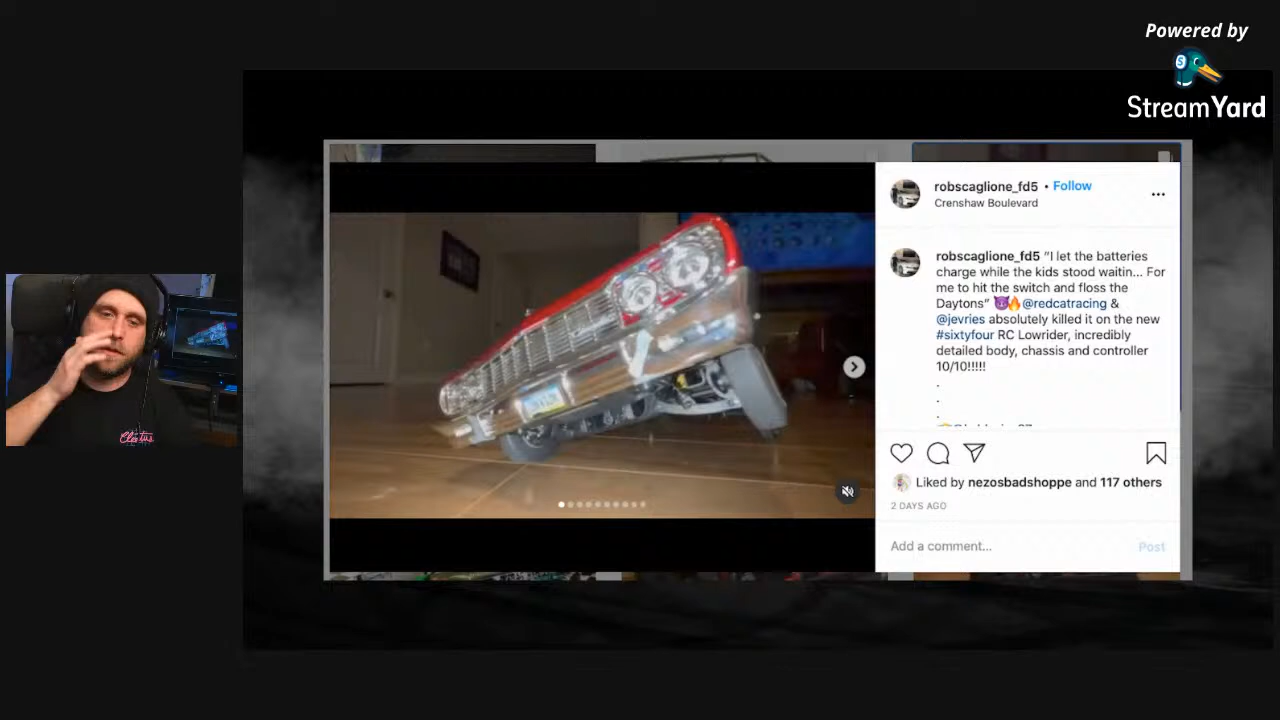 Powered by
StreamYard
robscaglione_fd5 • Follow
Crenshaw Boulevard
robscaglione_fd5 "I let the batteries
charge while the kids stood waitin... For
me to hit the switch and floss the
Daytons" 😈🔥@redcatracing &
@jevries absolutely killed it on the new
#sixtyfour RC Lowrider, incredibly
detailed body, chassis and controller
10/10!!!!!
.
.
.
Liked by nezosbadshoppe and 117 others
2 DAYS AGO
Add a comment... Post